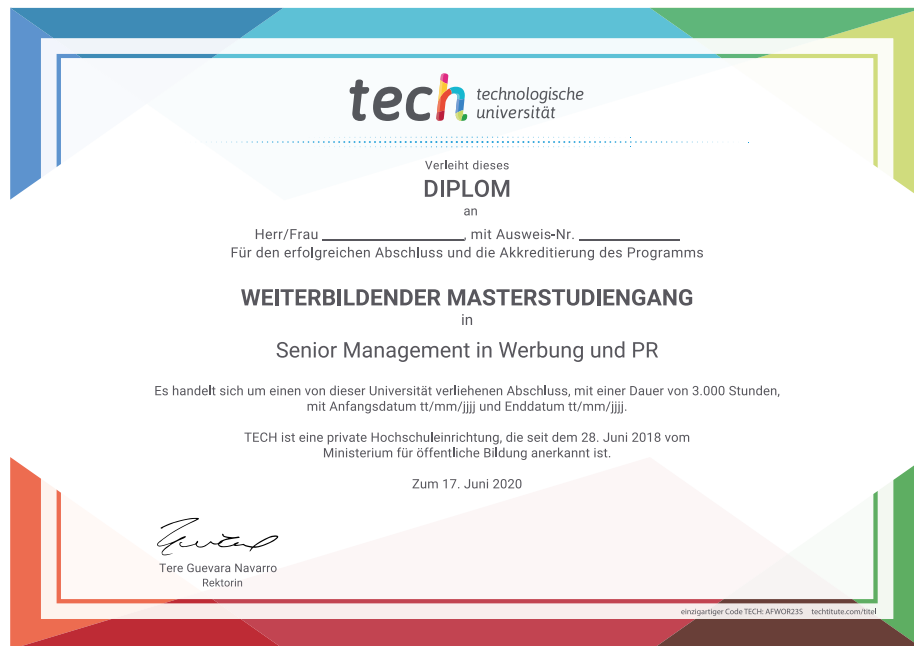 tech technologische
universität
Verleiht dieses
DIPLOM
an
Herr/Frau , mit Ausweis-Nr.
Für den erfolgreichen Abschluss und die Akkreditierung des Programms
WEITERBILDENDER MASTERSTUDIENGANG
in
Senior Management in Werbung und PR
Es handelt sich um einen von dieser Universität verliehenen Abschluss, mit einer Dauer von 3.000 Stunden,
mit Anfangsdatum tt/mm/jjjj und Enddatum tt/mm/jjjj.
TECH ist eine private Hochschuleinrichtung, die seit dem 28. Juni 2018 vom
Ministerium für öffentliche Bildung anerkannt ist.
Zum 17. Juni 2020
Tere Guevara Navarro
Rektorin
einzigartiger Code TECH: AFWOR23S techtitute.com/titel